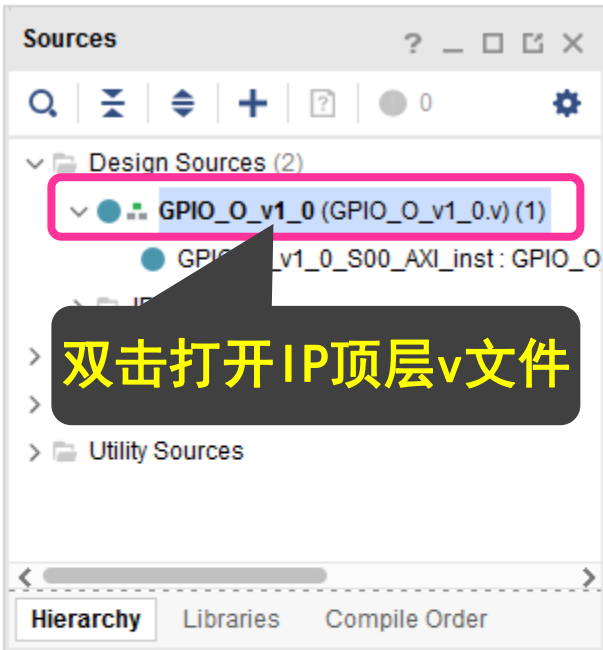 Sources
0
Design Sources (2)
GPIO_O_v1_0 (GPIO_O_v1_0.v) (1)
_v1_0_S00_AXI_inst : GPIO_O
双击打开IP顶层v文件
Utility Sources
Hierarchy Libraries Compile Order